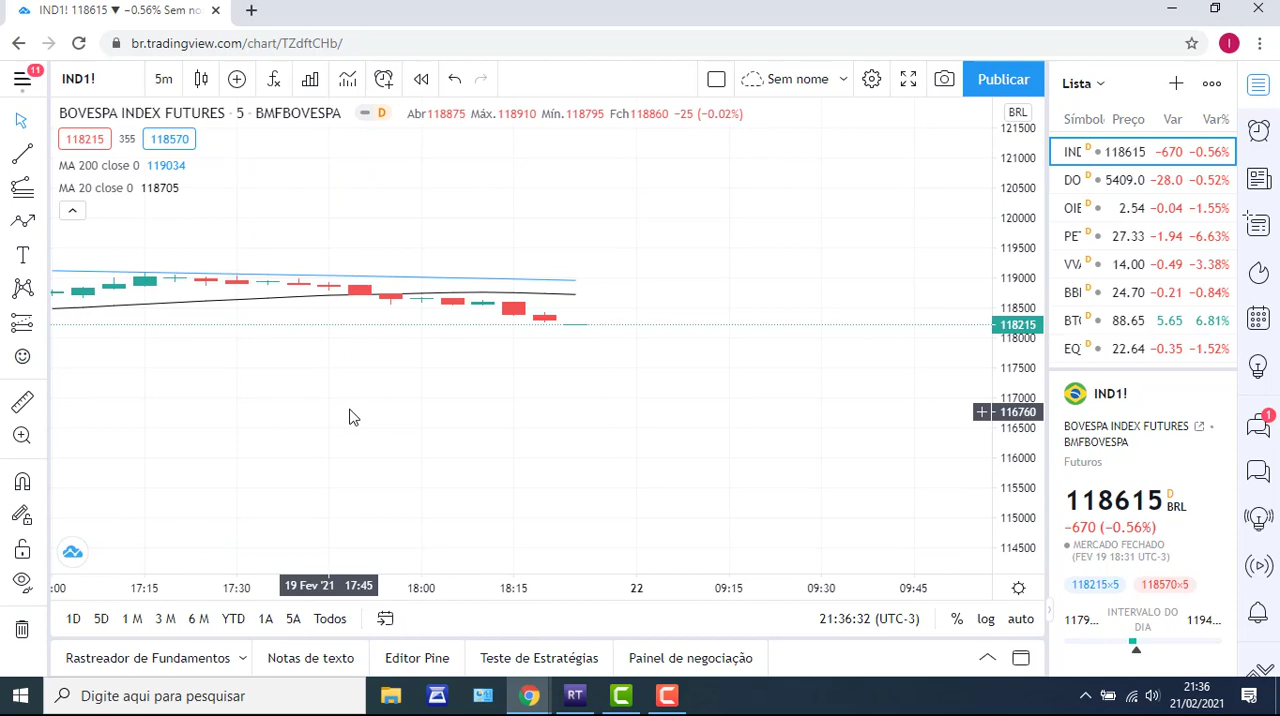 IND1! 118615 ▼ −0.56% Sem no
br.tradingview.com/chart/TZdftCHb/
11
IND1!
5m
Sem nome
Publicar
Lista
BOVESPA INDEX FUTURES · 5 · BMFBOVESPA
D
Abr118875 Máx.118910 Mín.118795 Fch118860 −25 (−0.02%)
118215 355 118570
MA 200 close 0 119034
MA 20 close 0 118705
BRL
121500
121000
120500
120000
119500
119000
118500
118215
118000
117500
117000
116760
116500
116000
115500
115000
114500
Símbol Preço Var Var%
IND D 118615 −670 −0.56%
DO D 5409.0 −28.0 −0.52%
OIE D 2.54 −0.04 −1.55%
PE D 27.33 −1.94 −6.63%
VV D 14.00 −0.49 −3.38%
BBI D 24.70 −0.21 −0.84%
BT D 88.65 5.65 6.81%
EQ D 22.64 −0.35 −1.52%
IND1!
BOVESPA INDEX FUTURES
BMFBOVESPA
Futuros
118615 D BRL
−670 (−0.56%)
MERCADO FECHADO
(FEV 19 18:31 UTC-3)
118215×5 118570×5
1179... INTERVALO DO DIA 1194...
1
:00 17:15 17:30 19 Fev '21 17:45 18:00 18:15 22 09:15 09:30 09:45
1D 5D 1 M 3 M 6 M YTD 1A 5A Todos
21:36:32 (UTC-3) % log auto
Rastreador de Fundamentos Notas de texto Editor Pine Teste de Estratégias Painel de negociação
Digite aqui para pesquisar
RT
21:36
21/02/2021